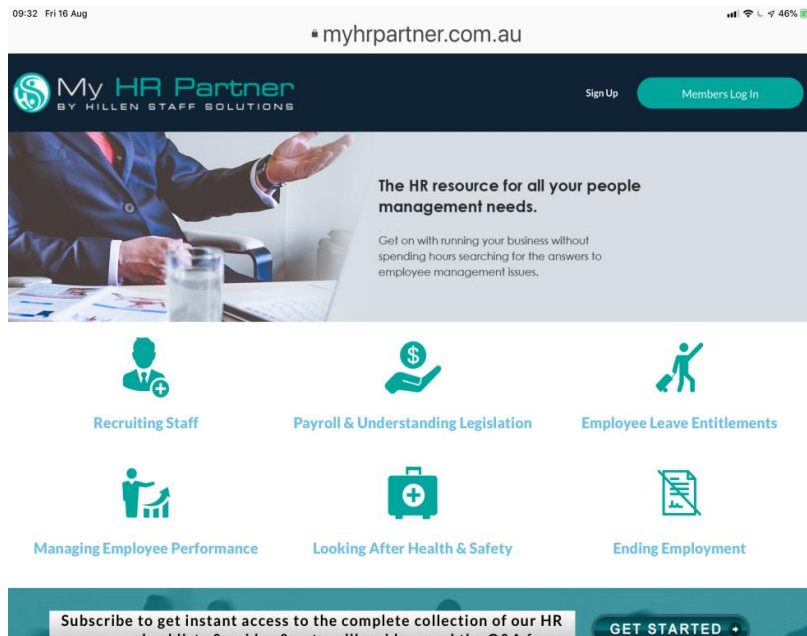 09:32 Fri 16 Aug
46%
myhrpartner.com.au
My HR Partner
BY HILLEN STAFF SOLUTIONS
Sign Up
Members Log In
The HR resource for all your people
management needs.
Get on with running your business without
spending hours searching for the answers to
employee management issues.
Recruiting Staff
Payroll & Understanding Legislation
Employee Leave Entitlements
Managing Employee Performance
Looking After Health & Safety
Ending Employment
Subscribe to get instant access to the complete collection of our HR
GET STARTED